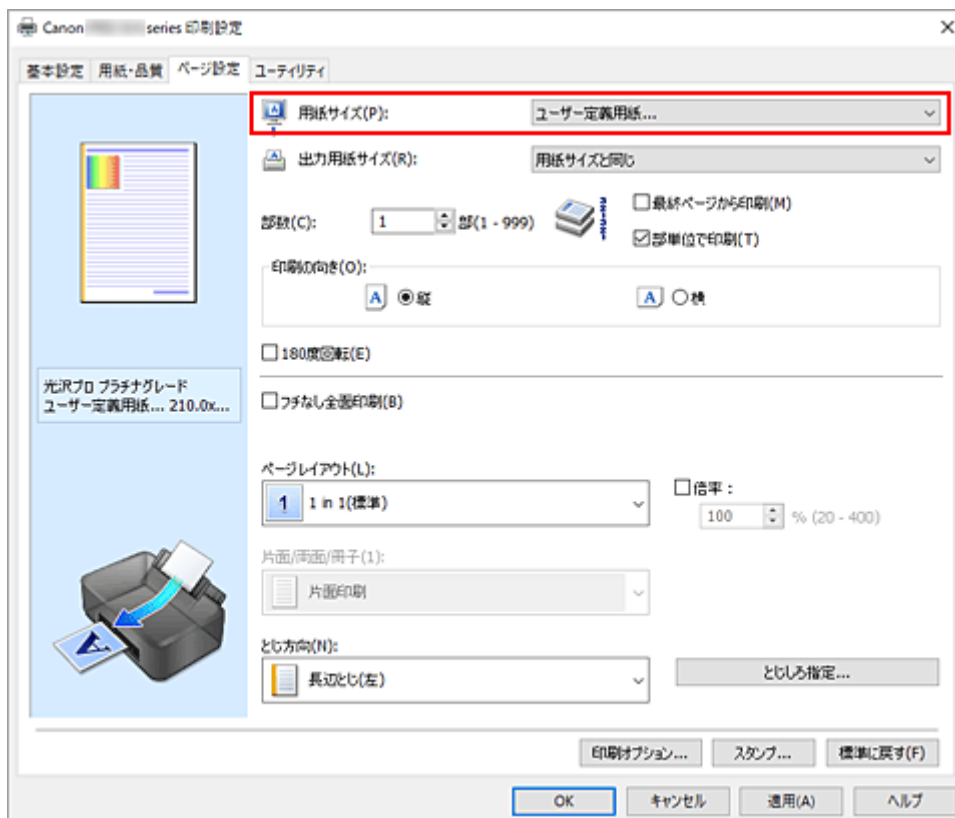 Canon series 印刷設定
基本設定 用紙・品質 ページ設定 ユーティリティ
用紙サイズ(P): ユーザー定義用紙...
出力用紙サイズ(R): 用紙サイズと同じ
部数(C): 1 部(1 - 999)
最終ページから印刷(M)
部単位で印刷(T)
印刷の向き(O):
A 縦 A 横
180度回転(E)
光沢プロ プラチナグレード
ユーザー定義用紙... 210.0x...
フチなし全面印刷(B)
ページレイアウト(L):
1 1 in 1(標準)
倍率：
100 % (20 - 400)
片面/両面/冊子(1):
片面印刷
とじ方向(N):
長辺とじ(左)
とじしろ指定...
印刷オプション... スタンプ... 標準に戻す(F)
OK キャンセル 適用(A) ヘルプ